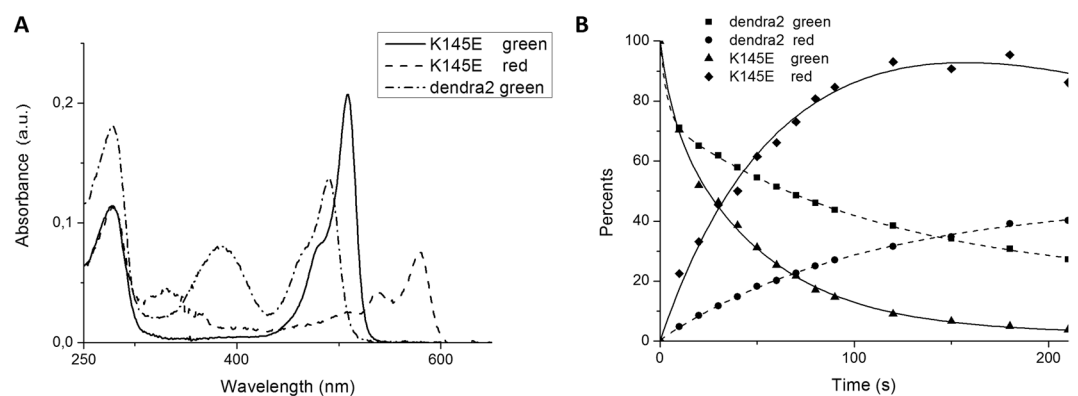 A
Absorbance (a.u.)
0,2
0,1
0,0
250
400
600
Wavelength (nm)
K145E green
K145E red
dendra2 green
B
Percents
100
80
60
40
20
0
0
100
200
Time (s)
dendra2 green
dendra2 red
K145E green
K145E red